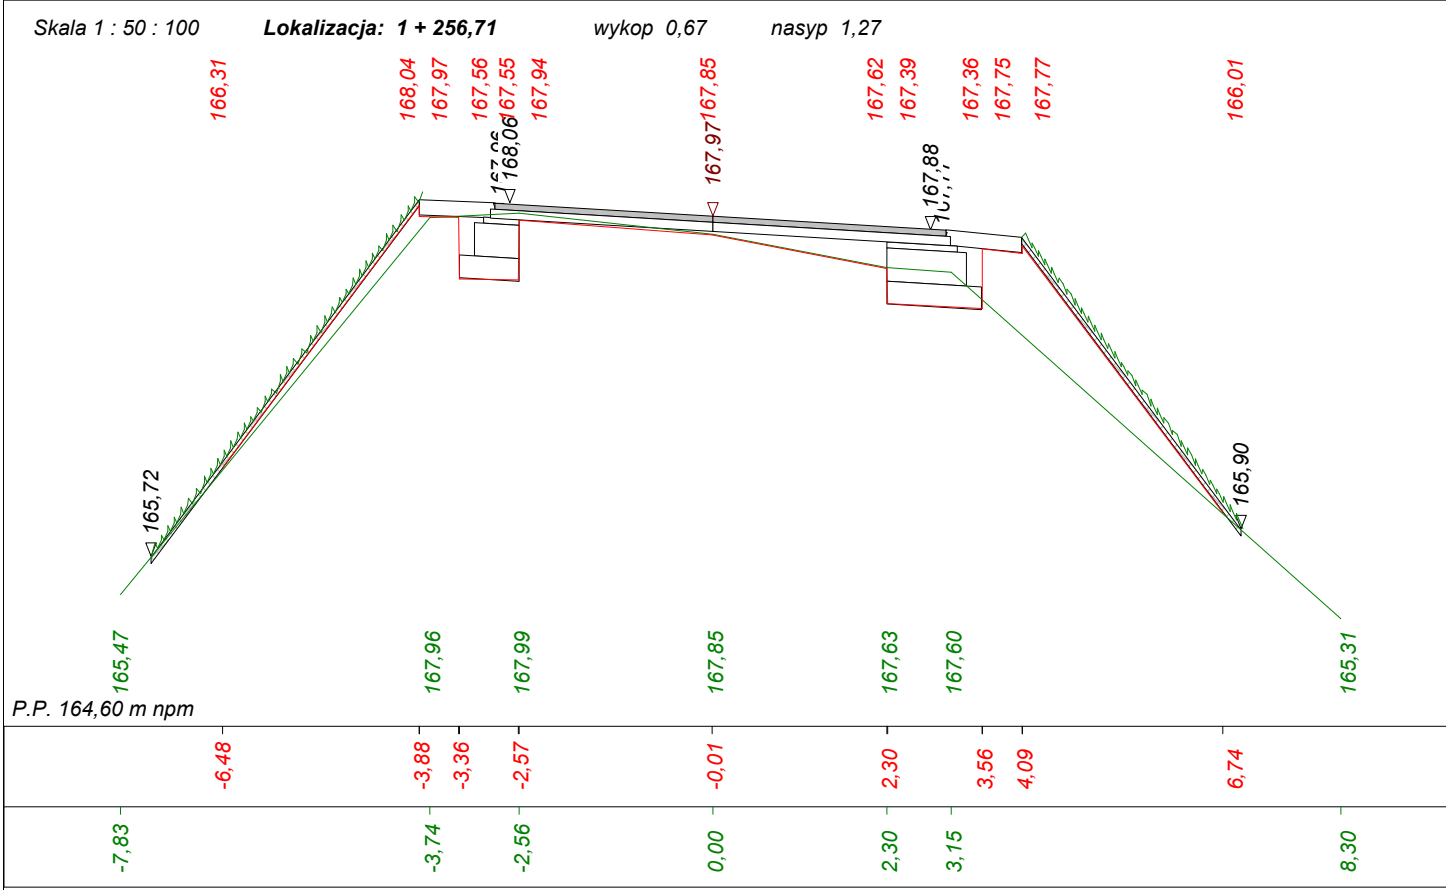 Skala 1 : 50 : 100 Lokalizacja: 1 + 256,71 wykop 0,67 nasyp 1,27
166,31 168,04 167,97 167,56 167,55 167,94 167,85 167,62 167,39 167,36 167,75 167,77 166,01
168,06 167,97 167,88
165,72 165,90
165,47 167,96 167,99 167,85 167,63 167,60 165,31
P.P. 164,60 m npm
-6,48 -3,88 -3,36 -2,57 -0,01 2,30 3,56 4,09 6,74
-7,83 -3,74 -2,56 0,00 2,30 3,15 8,30